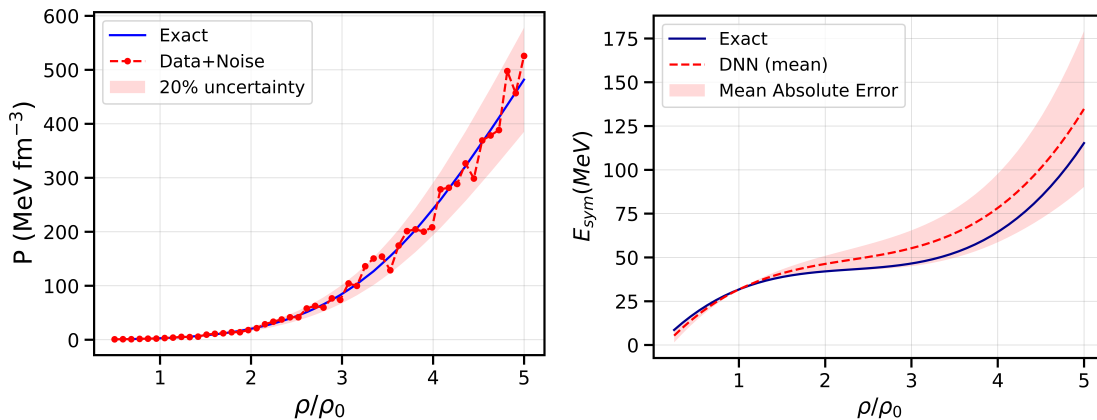 600
500
400
300
200
100
0
P (MeV fm⁻³)
Exact
Data+Noise
20% uncertainty
1 2 3 4 5
ρ/ρ₀
175
150
125
100
75
50
25
0
E_sym(MeV)
Exact
DNN (mean)
Mean Absolute Error
1 2 3 4 5
ρ/ρ₀